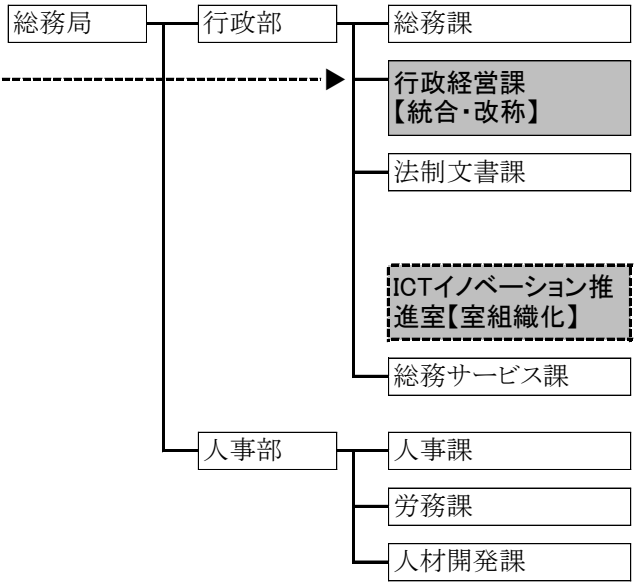 総務局
行政部
総務課
行政経営課
【統合・改称】
法制文書課
ICTイノベーション推
進室【室組織化】
総務サービス課
人事部
人事課
労務課
人材開発課